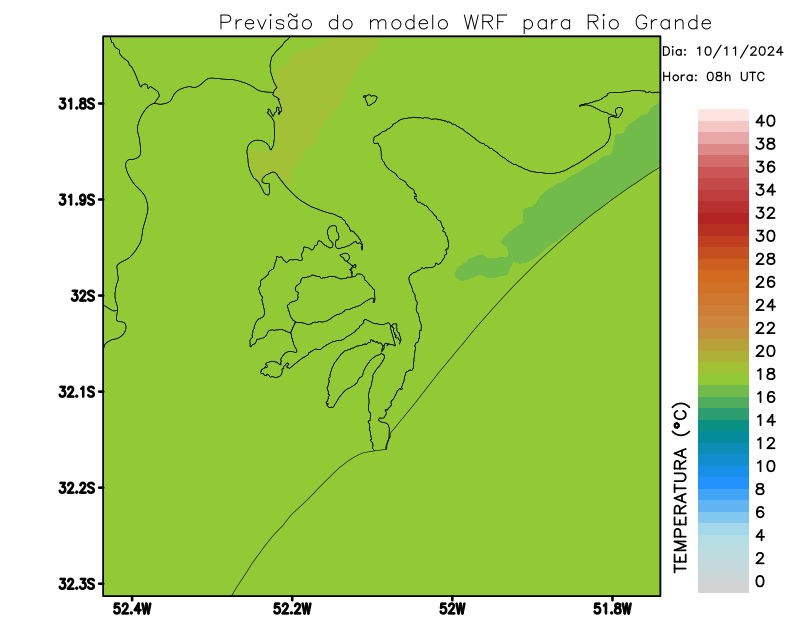 Previsão do modelo WRF para Rio Grande
Dia: 10/11/2024
Hora: 08h UTC
31.8S
31.9S
32S
32.1S
32.2S
32.3S
52.4W
52.2W
52W
51.8W
TEMPERATURA (°C)
40
38
36
34
32
30
28
26
24
22
20
18
16
14
12
10
8
6
4
2
0